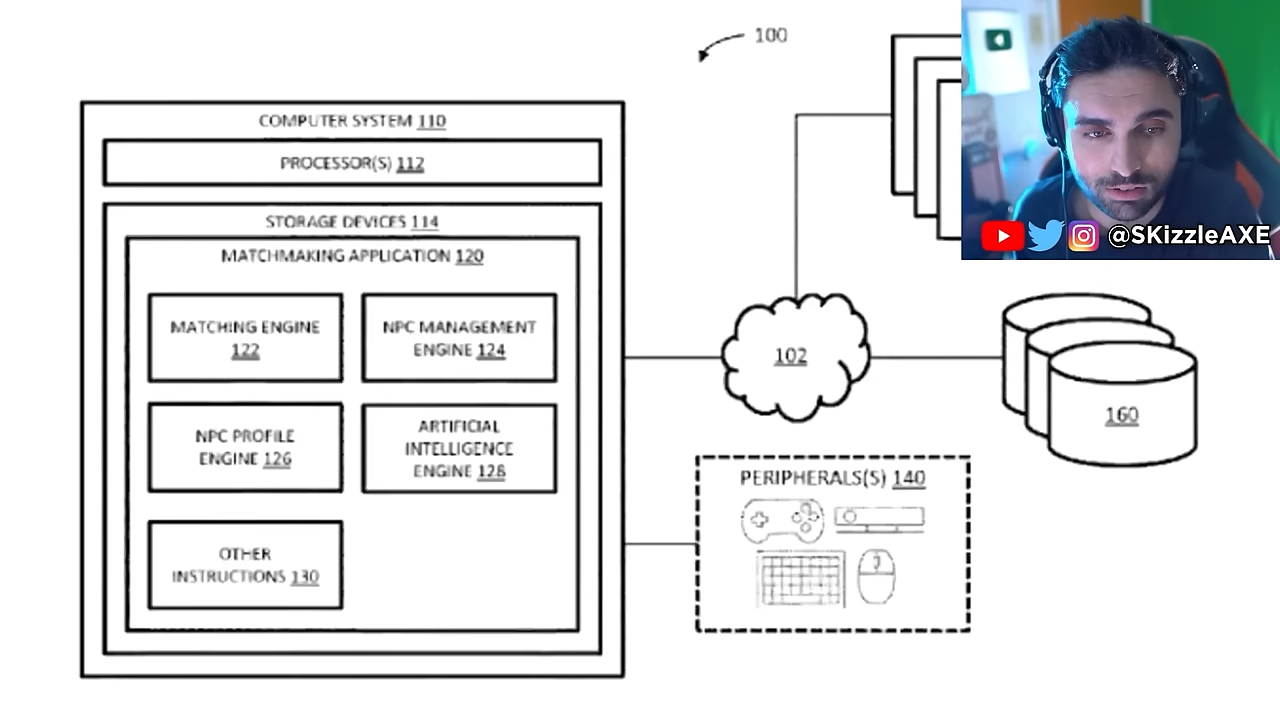 100
COMPUTER SYSTEM 110
PROCESSOR(S) 112
STORAGE DEVICES 114
MATCHMAKING APPLICATION 120
MATCHING ENGINE
122
NPC MANAGEMENT
ENGINE 124
NPC PROFILE
ENGINE 126
ARTIFICIAL
INTELLIGENCE
ENGINE 128
OTHER
INSTRUCTIONS 130
102
160
PERIPHERALS(S) 140
@SKizzleAXE